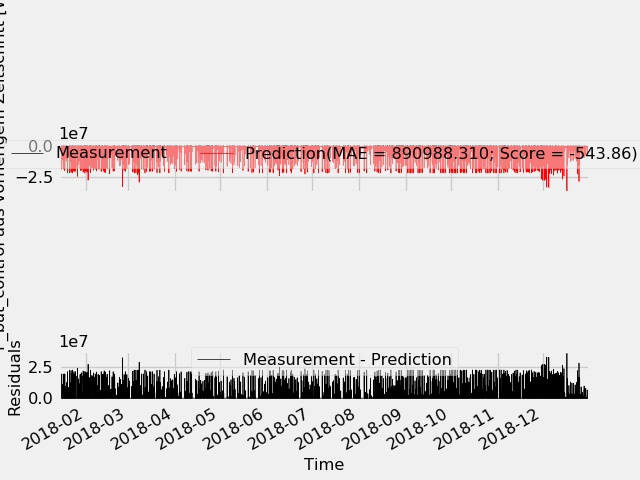 P_bat_control aus vorherigem Zeitschritt [W
1e7
0.0
Measurement
Prediction(MAE = 890988.310; Score = -543.86)
−2.5
1e7
Measurement - Prediction
2.5
0.0
Residuals
2018-02
2018-03
2018-04
2018-05
2018-06
2018-07
2018-08
2018-09
2018-10
2018-11
2018-12
Time